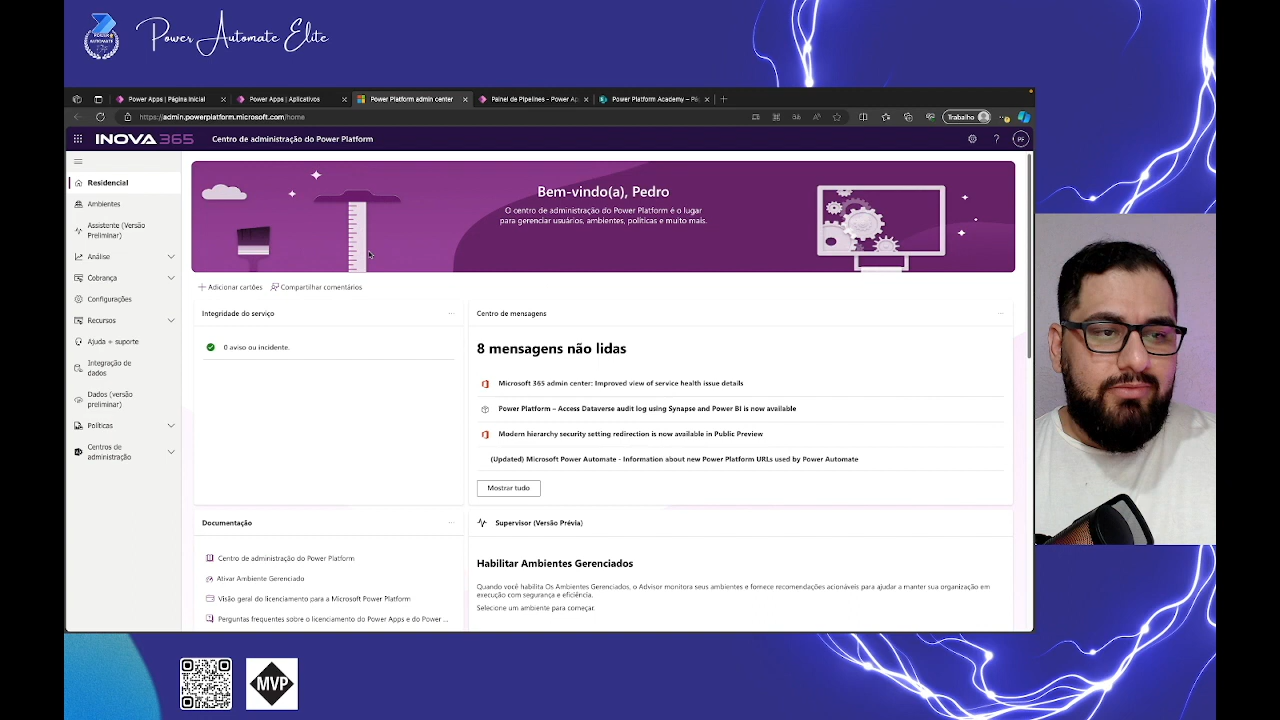 Power Automate Elite
POWER AUTOMATE
Elite
Power Apps | Página Inicial
Power Apps | Aplicativos
Power Platform admin center
Painel de Pipelines - Power Ap
Power Platform Academy – Pá
https://admin.powerplatform.microsoft.com/home
Trabalho
INOVA365
Centro de administração do Power Platform
PF
Residencial
Ambientes
Assistente (Versão
Preliminar)
Análise
Cobrança
Configurações
Recursos
Ajuda + suporte
Integração de
dados
Dados (versão
preliminar)
Políticas
Centros de
administração
Bem-vindo(a), Pedro
O centro de administração do Power Platform é o lugar
para gerenciar usuários, ambientes, políticas e muito mais.
Adicionar cartões
Compartilhar comentários
Integridade do serviço
0 aviso ou incidente.
Centro de mensagens
8 mensagens não lidas
Microsoft 365 admin center: Improved view of service health issue details
Power Platform – Access Dataverse audit log using Synapse and Power BI is now available
Modern hierarchy security setting redirection is now available in Public Preview
(Updated) Microsoft Power Automate - Information about new Power Platform URLs used by Power Automate
Mostrar tudo
Documentação
Centro de administração do Power Platform
Ativar Ambiente Gerenciado
Visão geral do licenciamento para a Microsoft Power Platform
Perguntas frequentes sobre o licenciamento do Power Apps e do Power ...
Supervisor (Versão Prévia)
Habilitar Ambientes Gerenciados
Quando você habilita Os Ambientes Gerenciados, o Advisor monitora seus ambientes e fornece recomendações acionáveis para ajudar a manter sua organização em
execução com segurança e eficiência.
Selecione um ambiente para começar.
MVP